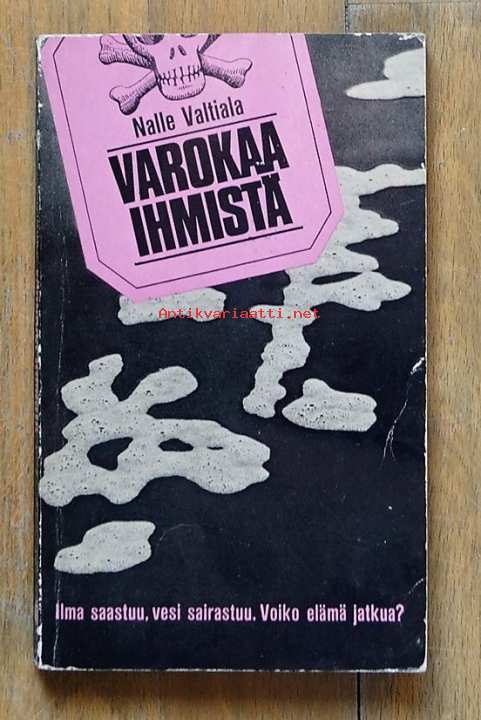 Nalle Valtiala
VAROKAA
IHMISTÄ
Antikvariaatti.net
Ilma saastuu, vesi sairastuu. Voiko elämä jatkua?